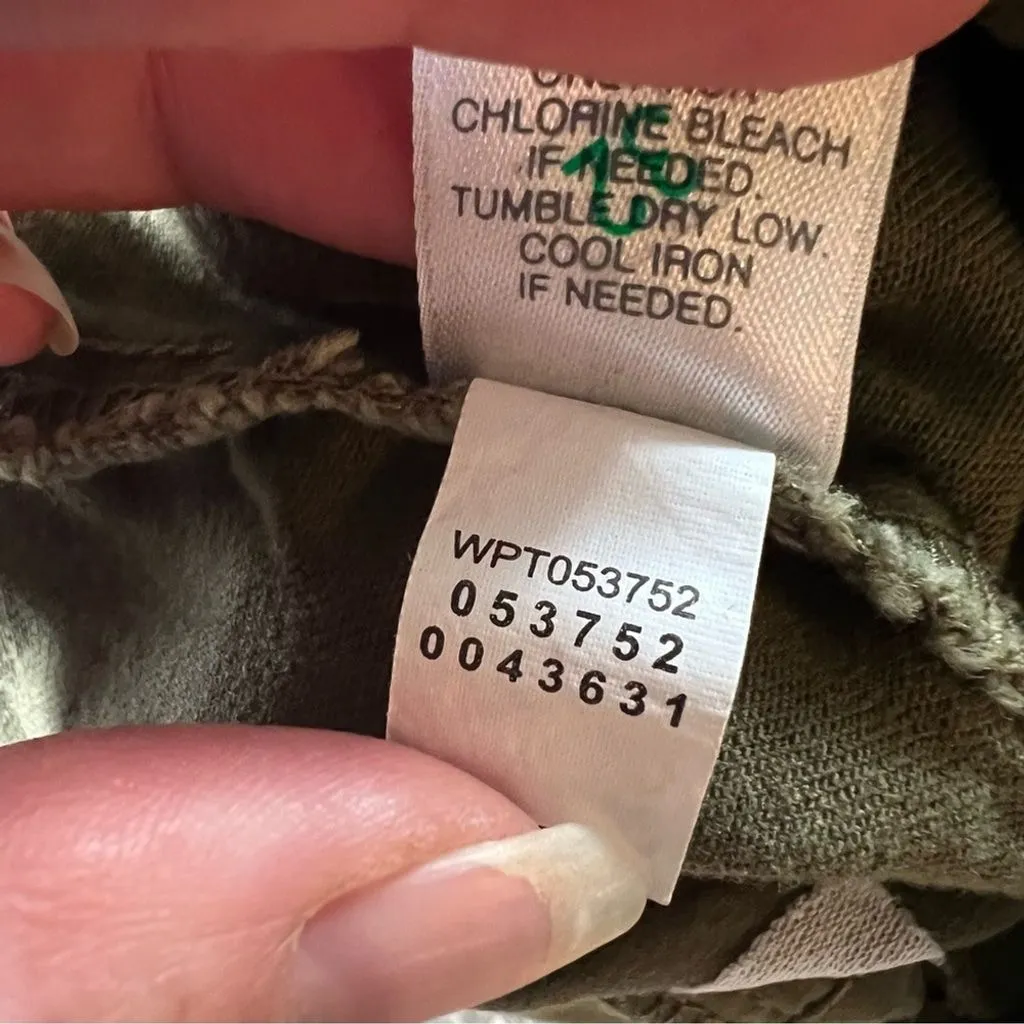 CHLORINE BLEACH
IF NEEDED.
TUMBLE DRY LOW.
COOL IRON
IF NEEDED.
WPT053752
053752
0043631